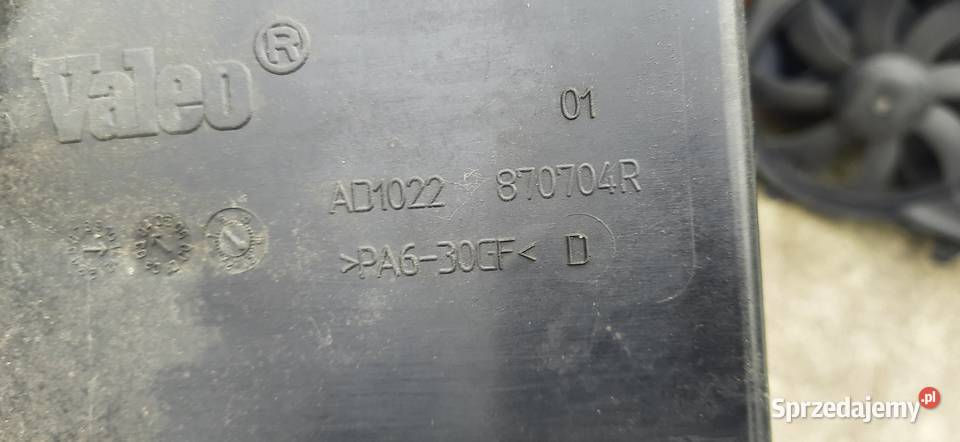 Valeo®
01
AD1022 870704R
>PA6-30GF< D
Sprzedajemy.pl